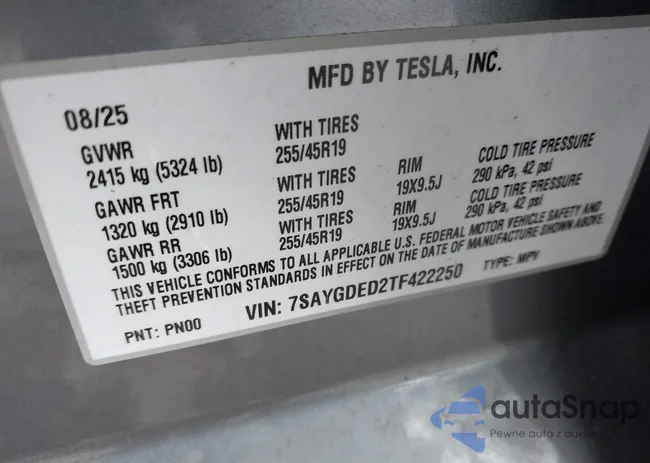 MFD BY TESLA, INC.
08/25
GVWR WITH TIRES COLD TIRE PRESSURE
2415 kg (5324 lb) 255/45R19 RIM 290 kPa, 42 psi
GAWR FRT WITH TIRES 19X9.5J COLD TIRE PRESSURE
1320 kg (2910 lb) 255/45R19 RIM 290 kPa, 42 psi
GAWR RR WITH TIRES 19X9.5J
1500 kg (3306 lb) 255/45R19
THIS VEHICLE CONFORMS TO ALL APPLICABLE U.S. FEDERAL MOTOR VEHICLE SAFETY AND
THEFT PREVENTION STANDARDS IN EFFECT ON THE DATE OF MANUFACTURE SHOWN ABOVE.
PNT: PN00 VIN: 7SAYGDED2TF422250 TYPE: MPV
autaSnap
Pewne auta z